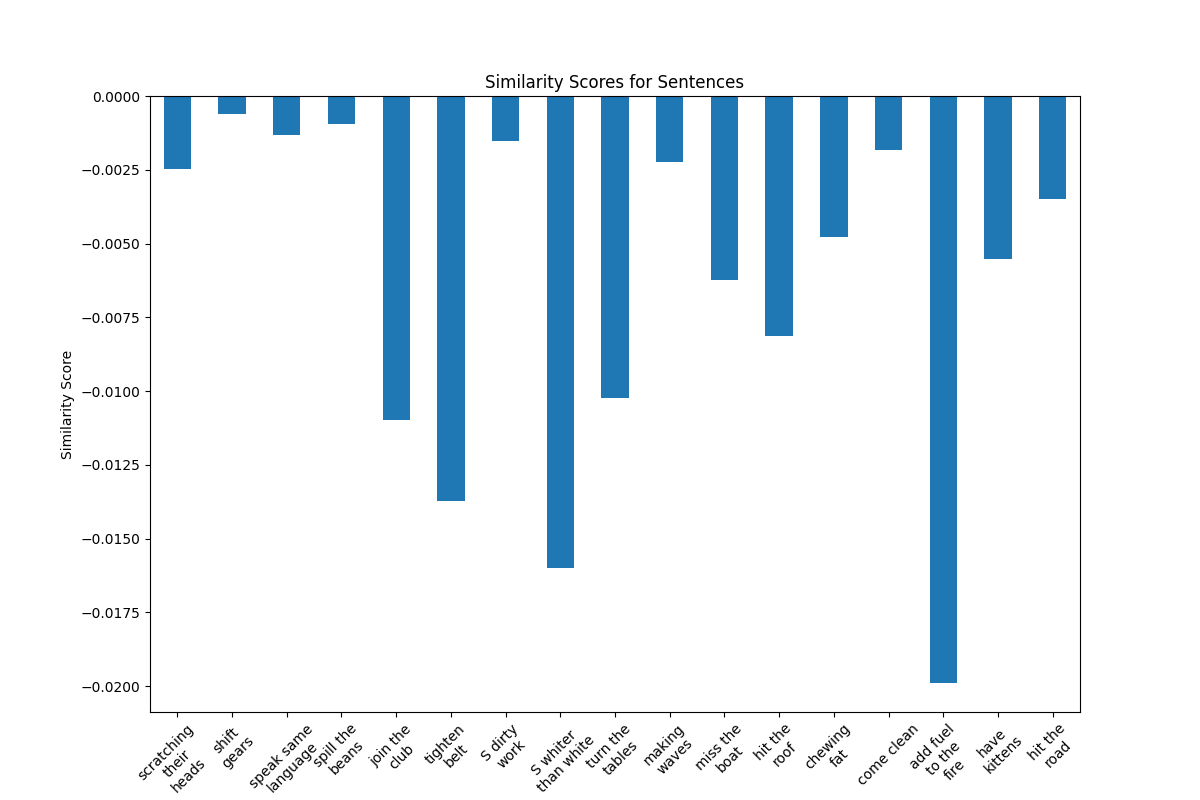 Similarity Scores for Sentences
0.0000
−0.0025
−0.0050
−0.0075
−0.0100
−0.0125
−0.0150
−0.0175
−0.0200
Similarity Score
scratching
their
heads
shift
gears
speak same
language
spill the
beans
join the
club
tighten
belt
S dirty
work
S whiter
than white
turn the
tables
making
waves
miss the
boat
hit the
roof
chewing
fat
come clean
add fuel
to the
fire
have
kittens
hit the
road